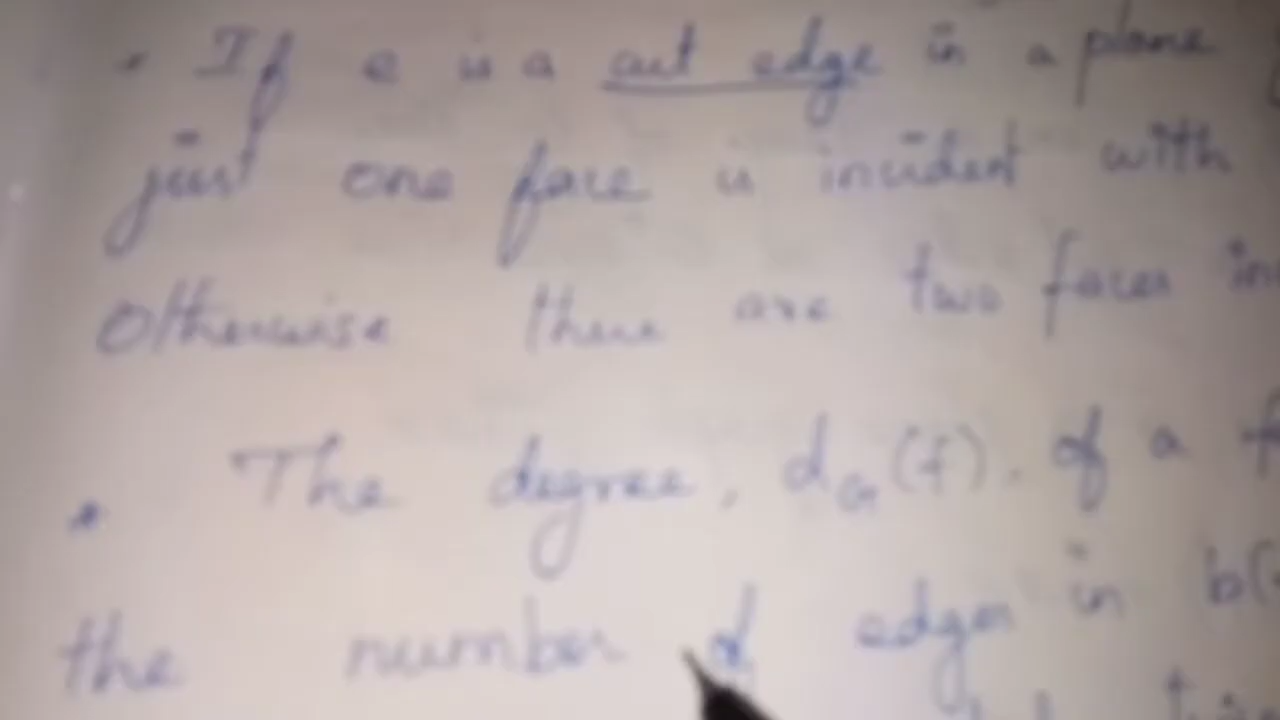 • If e is a cut edge in a plane
just one face is incident with
otherwise there are two faces
• The degree, dG(f), of a
the number of edges in b(